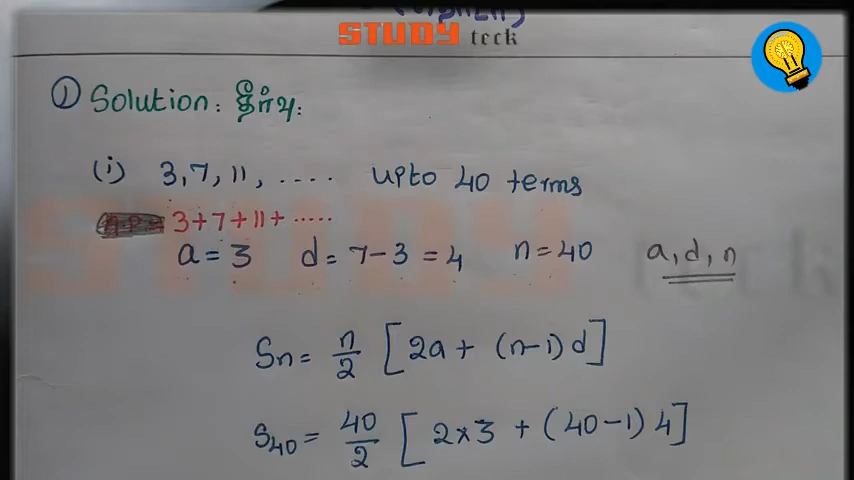 STUDY teck
① Solution: தீர்வு:
(i) 3, 7, 11, .... upto 40 terms
3+7+11+.....
a = 3 d = 7-3 = 4 n = 40 a, d, n
Sn = n/2 [2a + (n-1)d]
S40 = 40/2 [2×3 + (40-1)4]